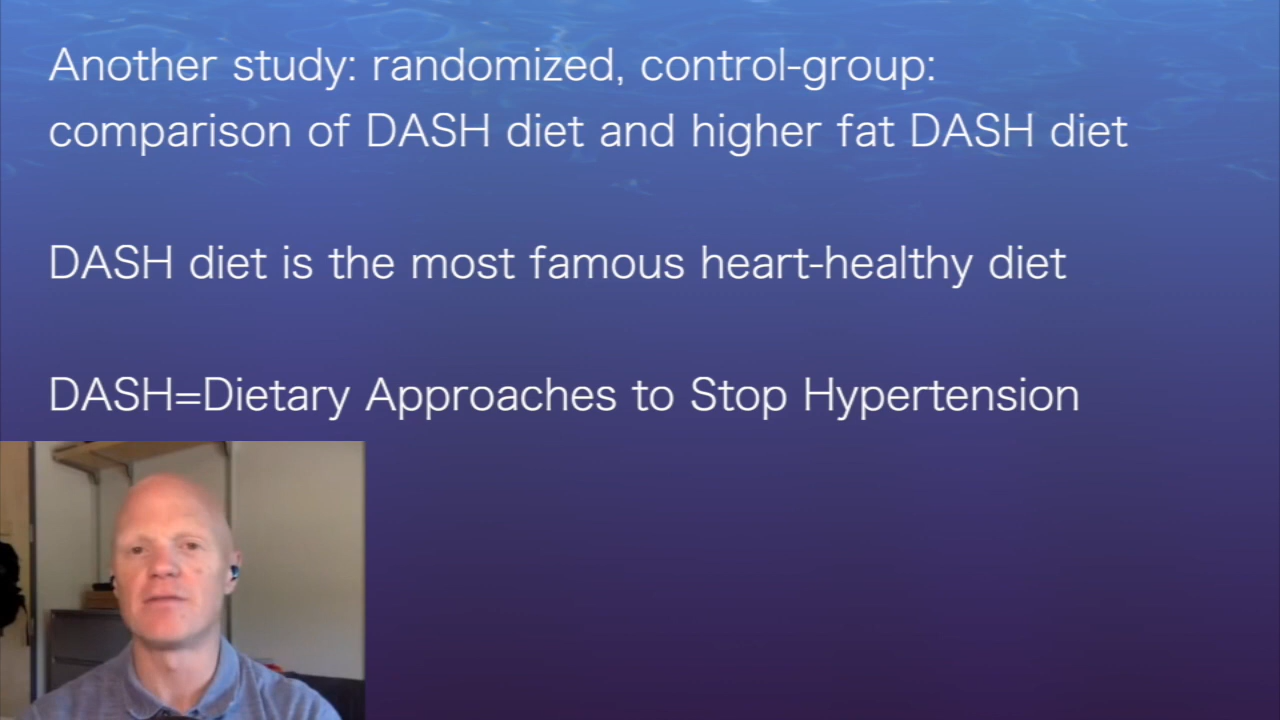 Another study: randomized, control-group:
comparison of DASH diet and higher fat DASH diet
DASH diet is the most famous heart-healthy diet
DASH=Dietary Approaches to Stop Hypertension